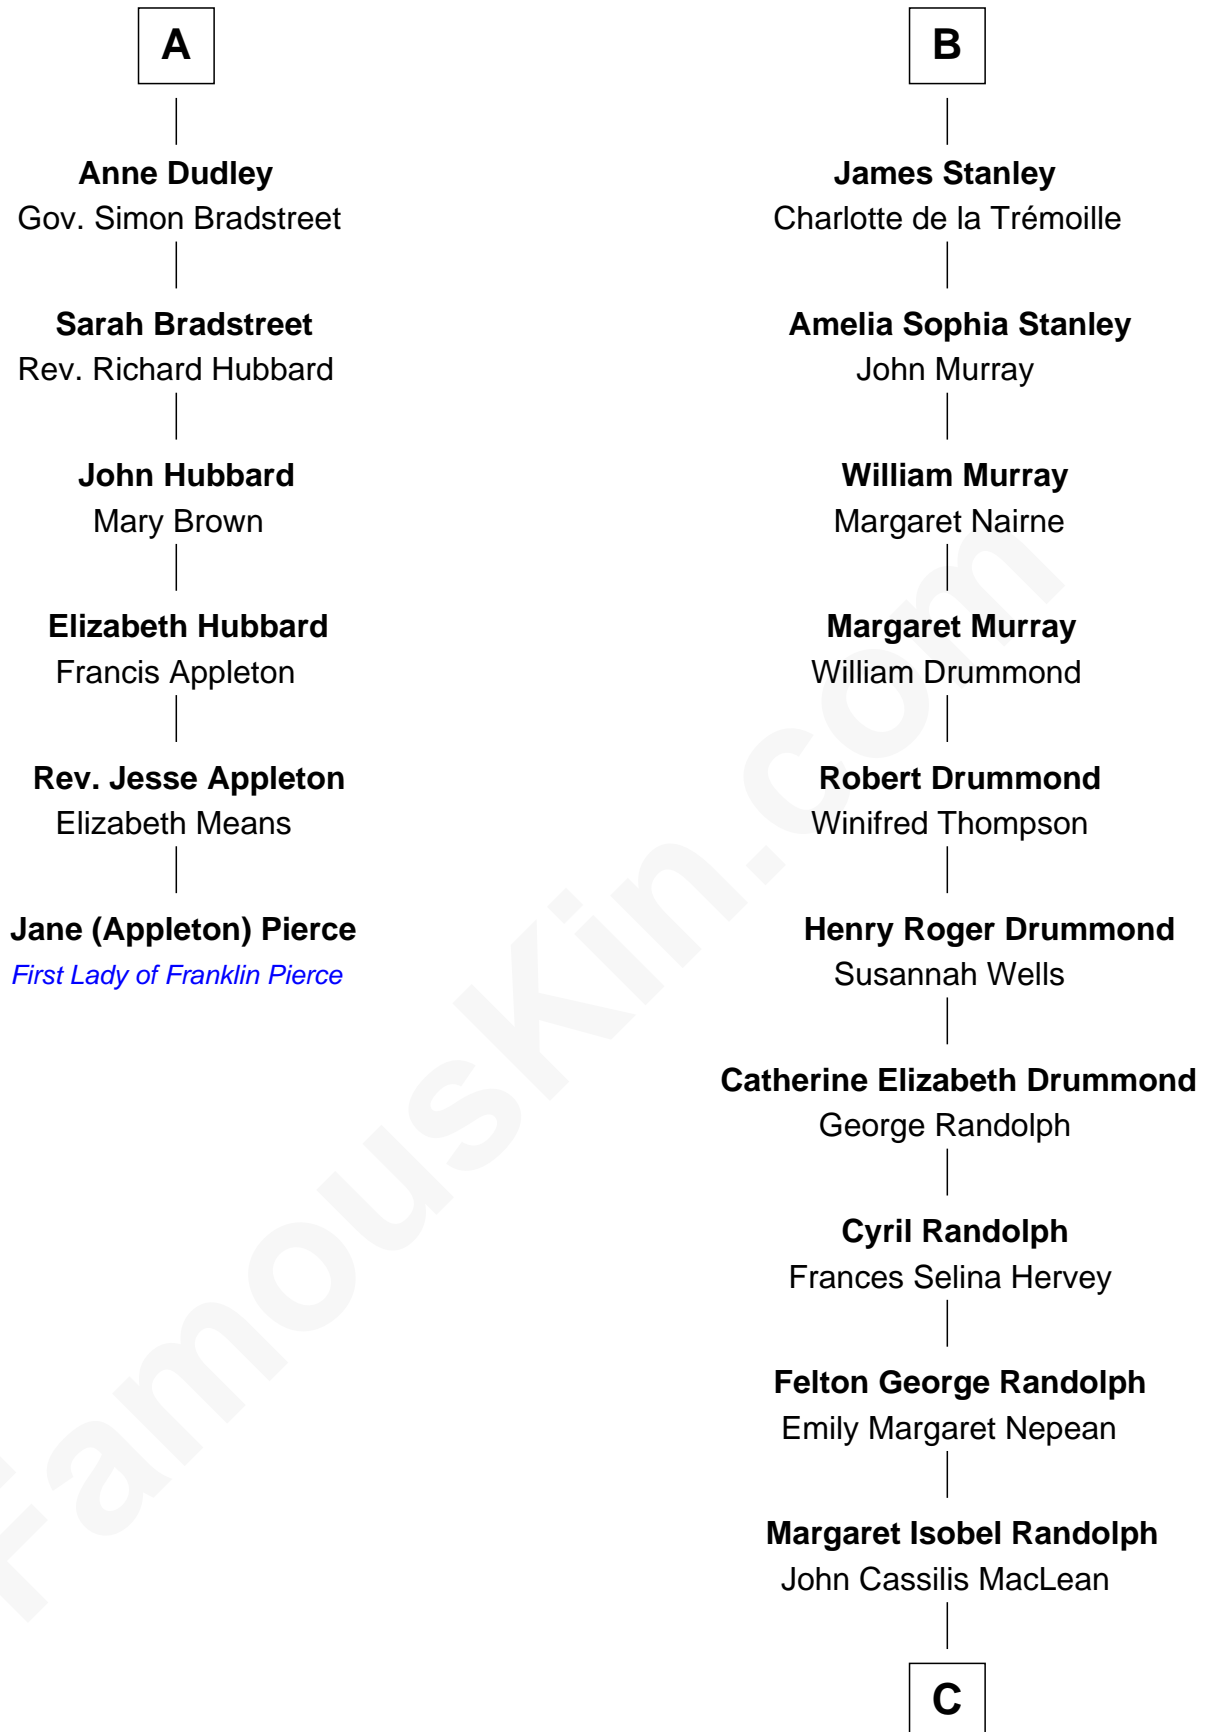 A
Anne Dudley
Gov. Simon Bradstreet
Sarah Bradstreet
Rev. Richard Hubbard
John Hubbard
Mary Brown
Elizabeth Hubbard
Francis Appleton
Rev. Jesse Appleton
Elizabeth Means
Jane (Appleton) Pierce
First Lady of Franklin Pierce
B
James Stanley
Charlotte de la Trémoille
Amelia Sophia Stanley
John Murray
William Murray
Margaret Nairne
Margaret Murray
William Drummond
Robert Drummond
Winifred Thompson
Henry Roger Drummond
Susannah Wells
Catherine Elizabeth Drummond
George Randolph
Cyril Randolph
Frances Selina Hervey
Felton George Randolph
Emily Margaret Nepean
Margaret Isobel Randolph
John Cassilis MacLean
C
FamousKin.com